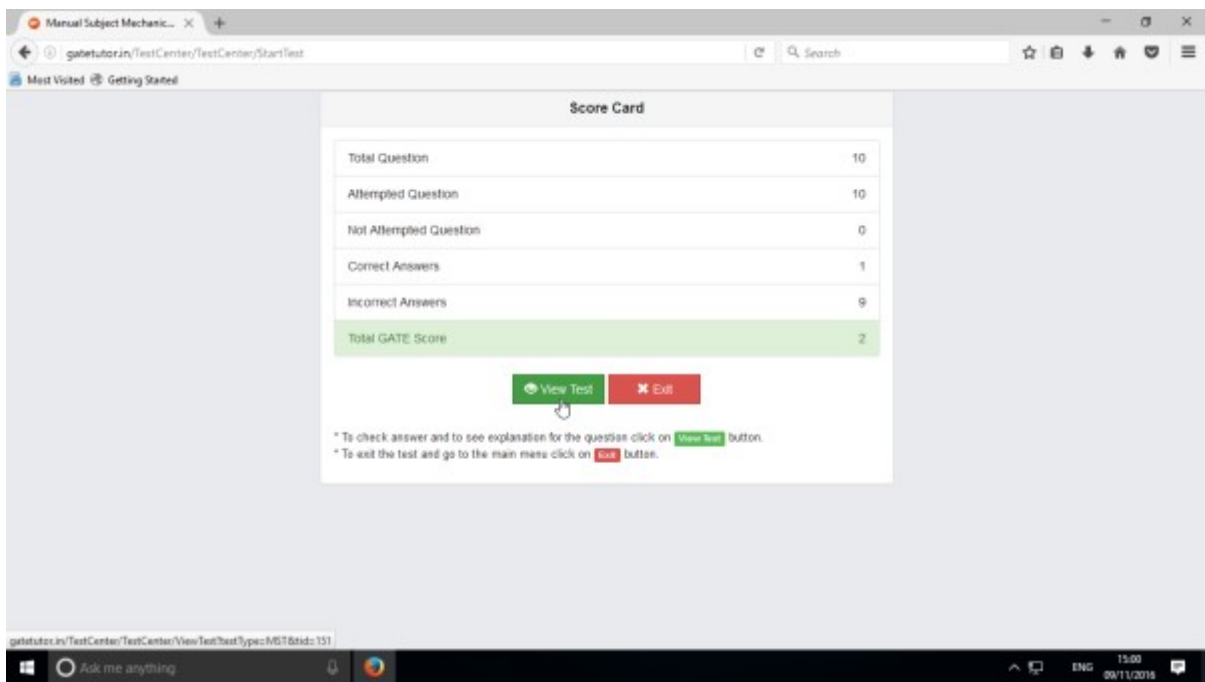 Manual Subject Mechanic...
gatetutor.in/TestCenter/TestCenter/StartTest
Search
Most Visited Getting Started
Score Card
Total Question 10
Attempted Question 10
Not Attempted Question 0
Correct Answers 1
Incorrect Answers 9
Total GATE Score 2
View Test Exit
* To check answer and to see explanation for the question click on View Test button.
* To exit the test and go to the main menu click on Exit button.
gatetutor.in/TestCenter/TestCenter/ViewTest?testType=MST&tid=151
Ask me anything
ENG 15:00
09/11/2016